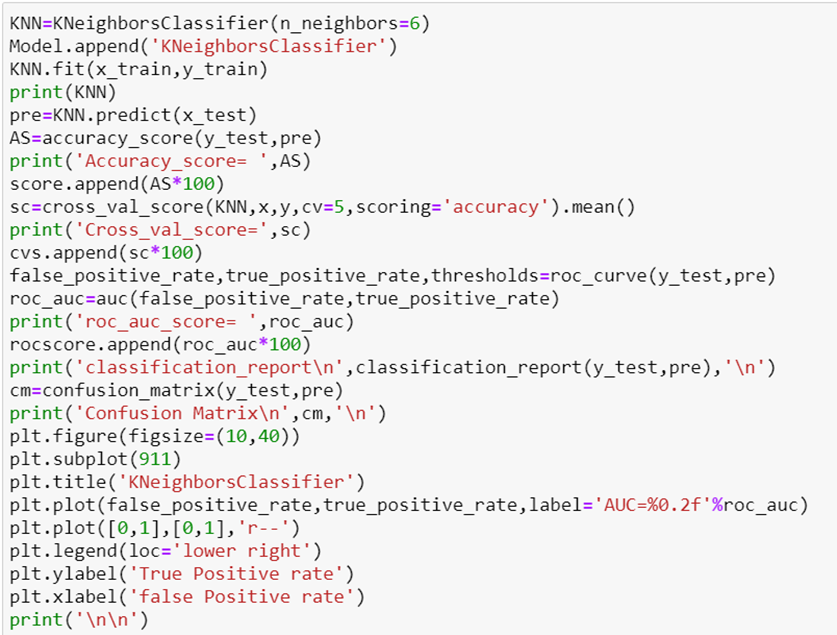 KNN=KNeighborsClassifier(n_neighbors=6)
Model.append('KNeighborsClassifier')
KNN.fit(x_train,y_train)
print(KNN)
pre=KNN.predict(x_test)
AS=accuracy_score(y_test,pre)
print('Accuracy_score= ',AS)
score.append(AS*100)
sc=cross_val_score(KNN,x,y,cv=5,scoring='accuracy').mean()
print('Cross_val_score=',sc)
cvs.append(sc*100)
false_positive_rate,true_positive_rate,thresholds=roc_curve(y_test,pre)
roc_auc=auc(false_positive_rate,true_positive_rate)
print('roc_auc_score= ',roc_auc)
rocscore.append(roc_auc*100)
print('classification_report\n',classification_report(y_test,pre),'\n')
cm=confusion_matrix(y_test,pre)
print('Confusion Matrix\n',cm,'\n')
plt.figure(figsize=(10,40))
plt.subplot(911)
plt.title('KNeighborsClassifier')
plt.plot(false_positive_rate,true_positive_rate,label='AUC=%0.2f'%roc_auc)
plt.plot([0,1],[0,1],'r--')
plt.legend(loc='lower right')
plt.ylabel('True Positive rate')
plt.xlabel('false Positive rate')
print('\n\n')